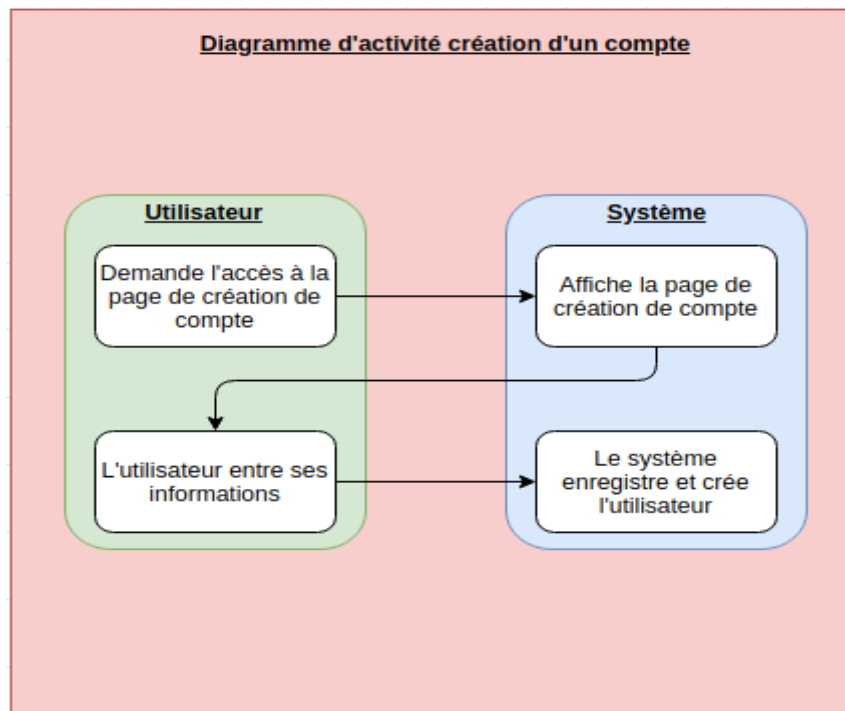 Diagramme d'activité création d'un compte
Utilisateur
Système
Demande l'accès à la
page de création de
compte
Affiche la page de
création de compte
L'utilisateur entre ses
informations
Le système
enregistre et crée
l'utilisateur